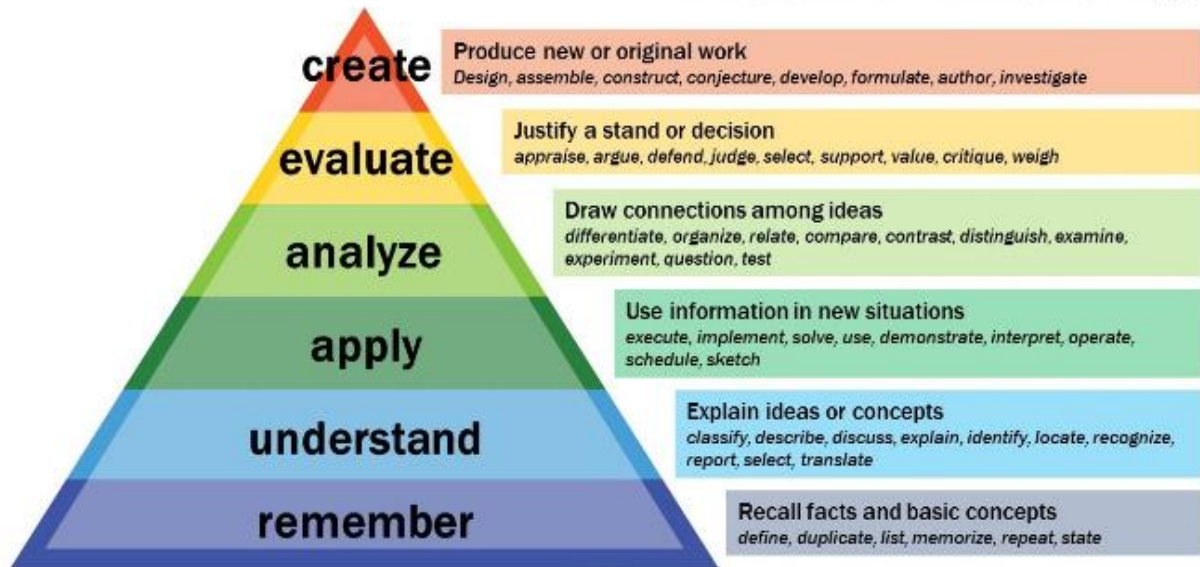 create
Produce new or original work
Design, assemble, construct, conjecture, develop, formulate, author, investigate
evaluate
Justify a stand or decision
appraise, argue, defend, judge, select, support, value, critique, weigh
analyze
Draw connections among ideas
differentiate, organize, relate, compare, contrast, distinguish, examine,
experiment, question, test
apply
Use information in new situations
execute, implement, solve, use, demonstrate, interpret, operate,
schedule, sketch
understand
Explain ideas or concepts
classify, describe, discuss, explain, identify, locate, recognize,
report, select, translate
remember
Recall facts and basic concepts
define, duplicate, list, memorize, repeat, state